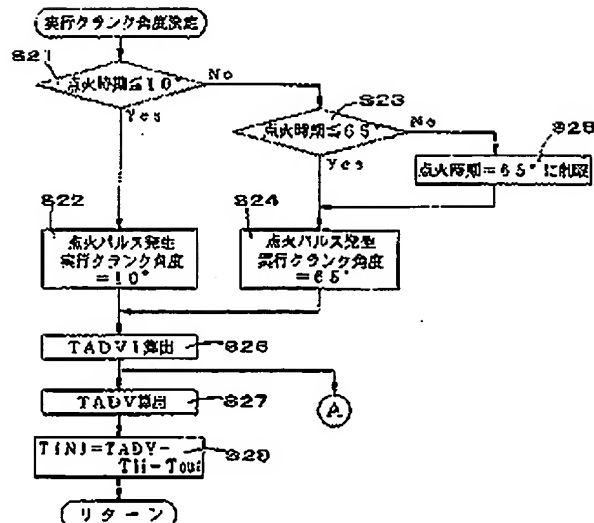 実行クランク角度決定
S21
点火時期≦10°
No
Yes
S23
点火時期≦65°
No
Yes
S28
点火時期=65°に制限
S22
点火パルス発生
実行クランク角度
=10°
S24
点火パルス発生
実行クランク角度
=65°
TADV1算出
S26
TADV算出
S27
A
TINJ=TADV-
Tii-Tout
S29
リターン